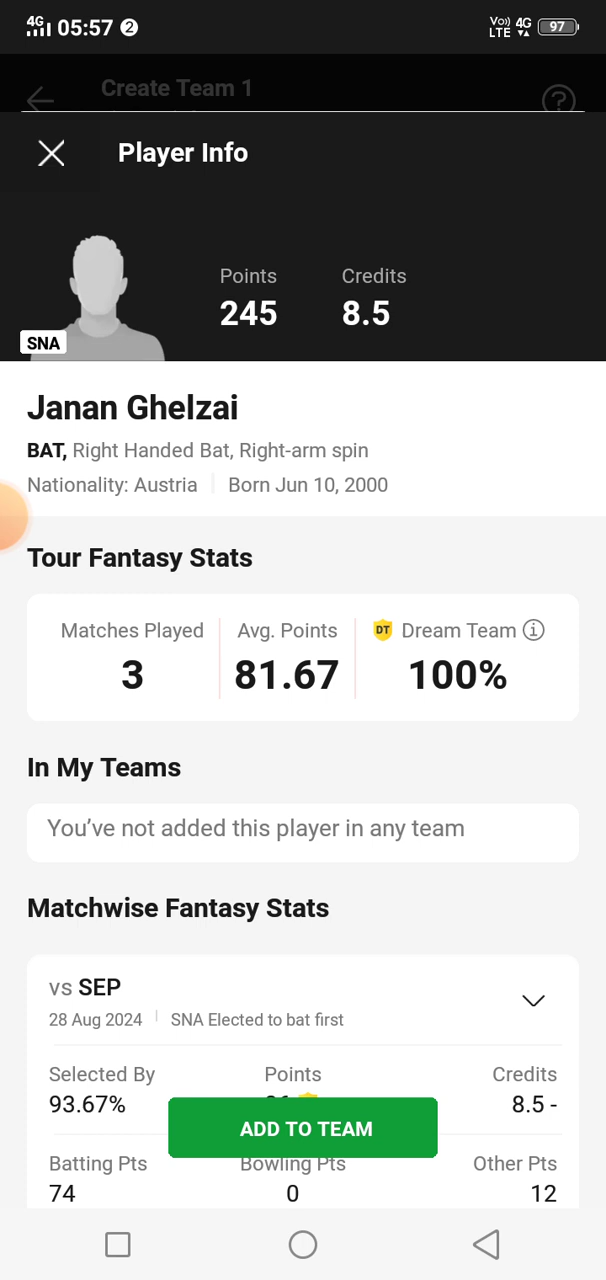 4G 05:57 2 Vo)) LTE 4G 97
Create Team 1
Player Info
Points Credits
245 8.5
SNA
Janan Ghelzai
BAT, Right Handed Bat, Right-arm spin
Nationality: Austria Born Jun 10, 2000
Tour Fantasy Stats
Matches Played Avg. Points DT Dream Team
3 81.67 100%
In My Teams
You’ve not added this player in any team
Matchwise Fantasy Stats
vs SEP
28 Aug 2024 SNA Elected to bat first
Selected By Points Credits
93.67% 8.5 -
ADD TO TEAM
Batting Pts Bowling Pts Other Pts
74 0 12